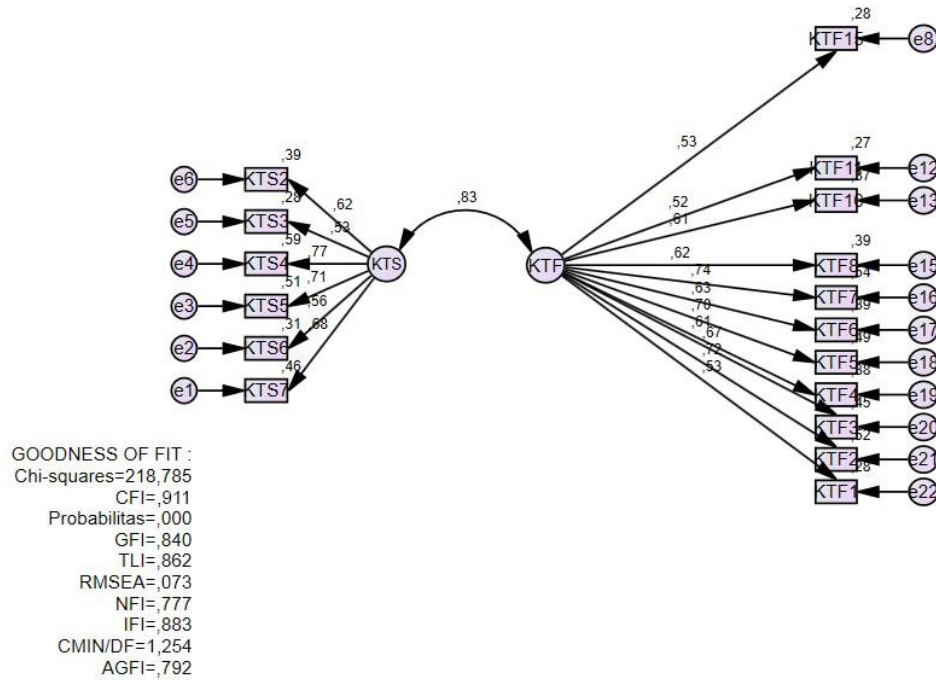 ,28
KTF15
e8
,53
,39
e6
KTS2
,62
,28
e5
KTS3
,53
,59
e4
KTS4
,77
,51
e3
KTS5
,71
,56
,31
e2
KTS6
,68
,46
e1
KTS7
KTS
,83
KTF
,27
KTF11
e12
,52
,37
KTF10
e13
,61
,39
,62
KTF8
e15
,54
,74
KTF7
e16
,39
,63
KTF6
e17
,49
,70
KTF5
e18
,38
,61
KTF4
e19
,45
,67
KTF3
e20
,52
,72
KTF2
e21
,28
,53
KTF1
e22
GOODNESS OF FIT :
Chi-squares=218,785
CFI=,911
Probabilitas=,000
GFI=,840
TLI=,862
RMSEA=,073
NFI=,777
IFI=,883
CMIN/DF=1,254
AGFI=,792